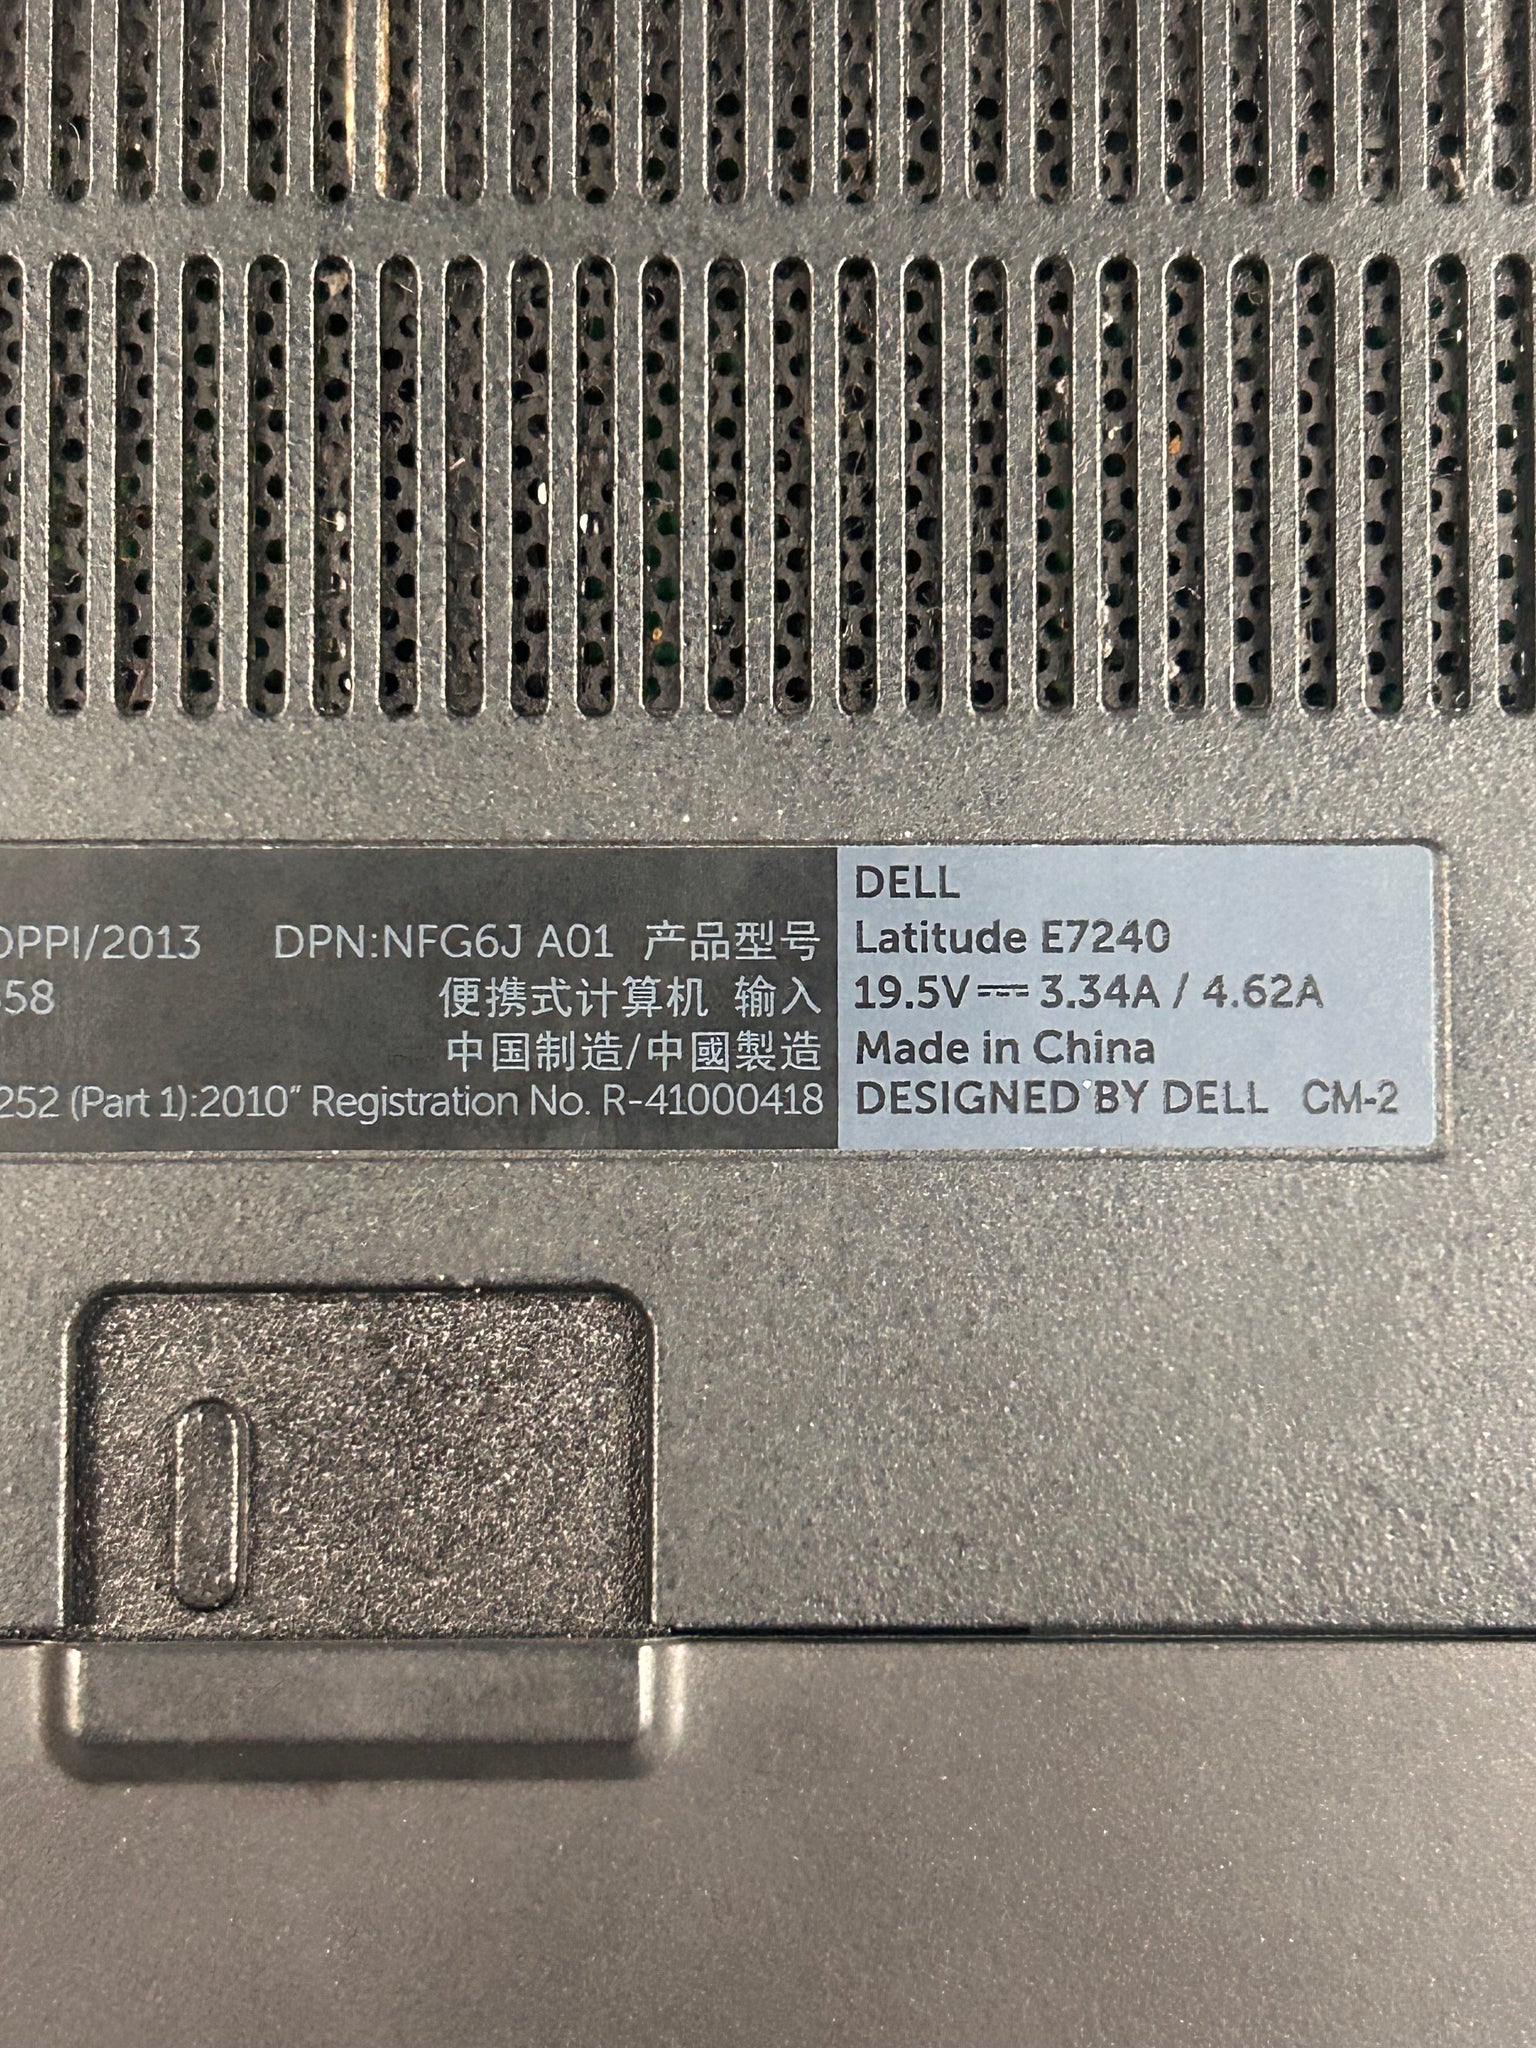 DELL
OPPI/2013 DPN:NFG6J A01 产品型号 Latitude E7240
58 便携式计算机 输入 19.5V⎓3.34A / 4.62A
中国制造/中國製造 Made in China
252 (Part 1):2010" Registration No. R-41000418 DESIGNED BY DELL CM-2